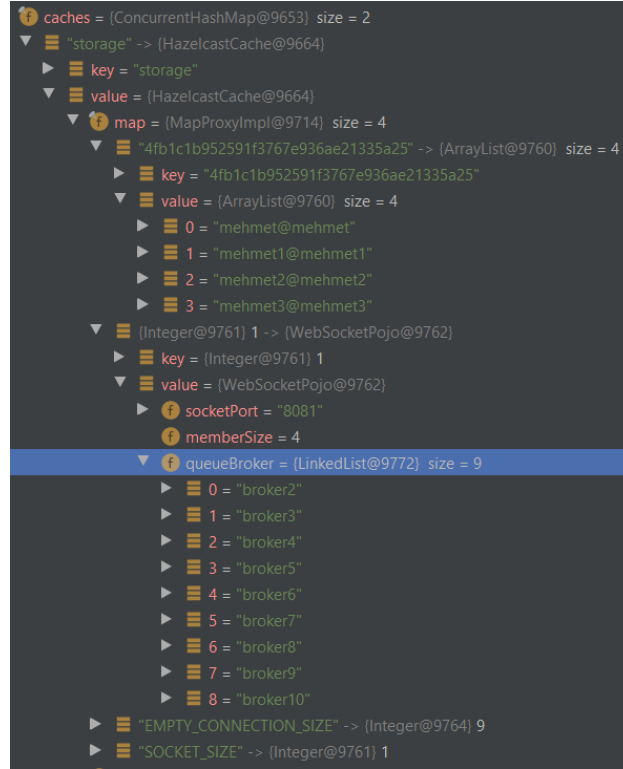 caches = {ConcurrentHashMap@9653} size = 2
"storage" -> {HazelcastCache@9664}
key = "storage"
value = {HazelcastCache@9664}
map = {MapProxyImpl@9714} size = 4
"4fb1c1b952591f3767e936ae21335a25" -> {ArrayList@9760} size = 4
key = "4fb1c1b952591f3767e936ae21335a25"
value = {ArrayList@9760} size = 4
0 = "mehmet@mehmet"
1 = "mehmet1@mehmet1"
2 = "mehmet2@mehmet2"
3 = "mehmet3@mehmet3"
{Integer@9761} 1 -> {WebSocketPojo@9762}
key = {Integer@9761} 1
value = {WebSocketPojo@9762}
f socketPort = "8081"
f memberSize = 4
f queueBroker = {LinkedList@9772} size = 9
0 = "broker2"
1 = "broker3"
2 = "broker4"
3 = "broker5"
4 = "broker6"
5 = "broker7"
6 = "broker8"
7 = "broker9"
8 = "broker10"
"EMPTY_CONNECTION_SIZE" -> {Integer@9764} 9
"SOCKET_SIZE" -> {Integer@9761} 1